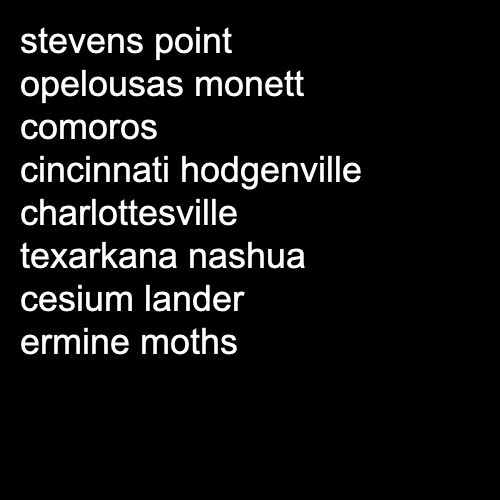 stevens point
opelousas monett
comoros
cincinnati hodgenville
charlottesville
texarkana nashua
cesium lander
ermine moths